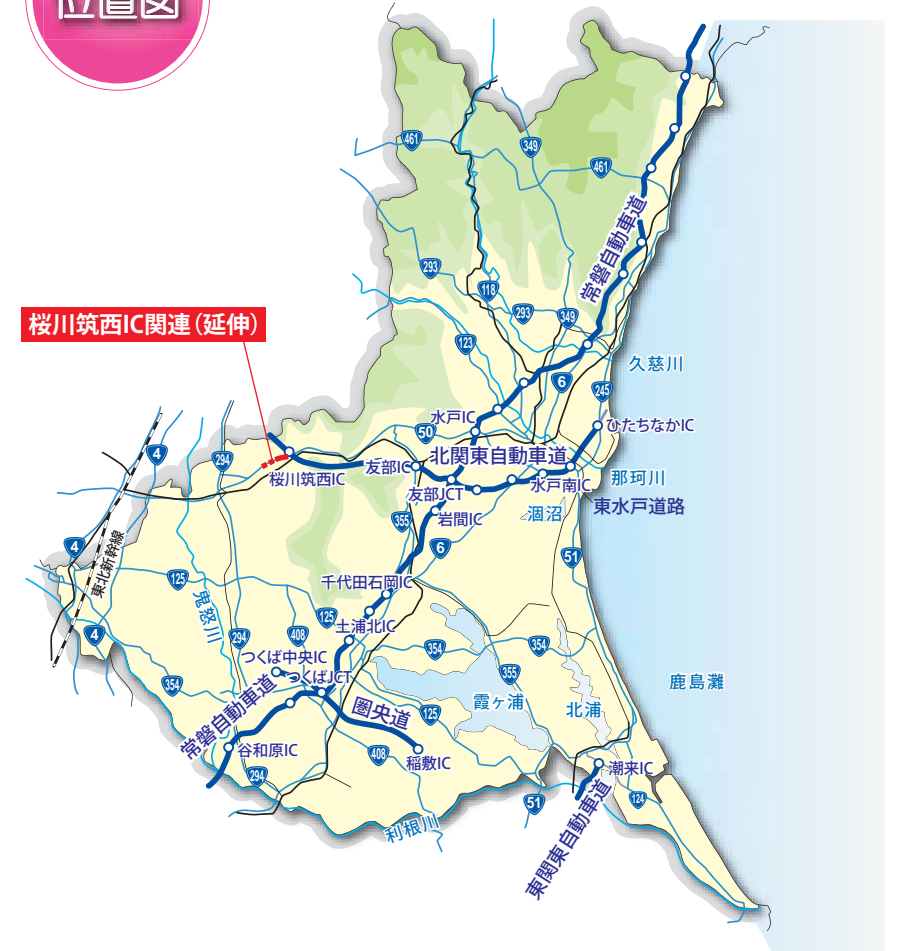 位置図
461
349
461
常磐自動車道
293
118
293
349
桜川筑西IC関連（延伸）
123
久慈川
6
245
水戸IC
ひたちなかIC
50
4
294
北関東自動車道
友部IC
桜川筑西IC
那珂川
水戸南IC
友部JCT
東水戸道路
岩間IC
涸沼
355
6
4
東北新幹線
51
125
千代田石岡IC
鬼怒川
125
土浦北IC
4
294
408
354
354
つくば中央IC
つくばJCT
355
354
鹿島灘
常磐自動車道
圏央道
霞ヶ浦
北浦
125
谷和原IC
408
稲敷IC
潮来IC
294
51
124
利根川
東関東自動車道